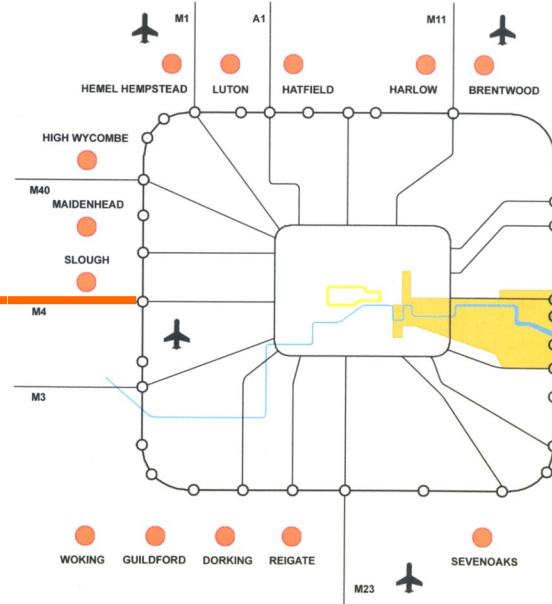 M1
A1
M11
HEMEL HEMPSTEAD
LUTON
HATFIELD
HARLOW
BRENTWOOD
HIGH WYCOMBE
M40
MAIDENHEAD
SLOUGH
M4
M3
WOKING
GUILDFORD
DORKING
REIGATE
SEVENOAKS
M23